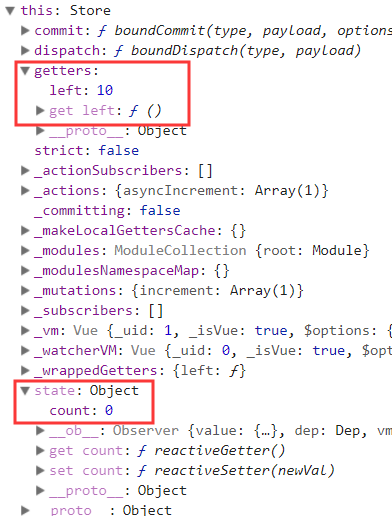 this: Store
commit: ƒ boundCommit(type, payload, options
dispatch: ƒ boundDispatch(type, payload)
getters:
left: 10
get left: ƒ ()
__proto__: Object
strict: false
_actionSubscribers: []
_actions: {asyncIncrement: Array(1)}
_committing: false
_makeLocalGettersCache: {}
_modules: ModuleCollection {root: Module}
_modulesNamespaceMap: {}
_mutations: {increment: Array(1)}
_subscribers: []
_vm: Vue {_uid: 1, _isVue: true, $options: {
_watcherVM: Vue {_uid: 0, _isVue: true, $
_wrappedGetters: {left: ƒ}
state: Object
count: 0
__ob__: Observer {value: {…}, dep: Dep, vm
get count: ƒ reactiveGetter()
set count: ƒ reactiveSetter(newVal)
__proto__: Object
__proto__: Object